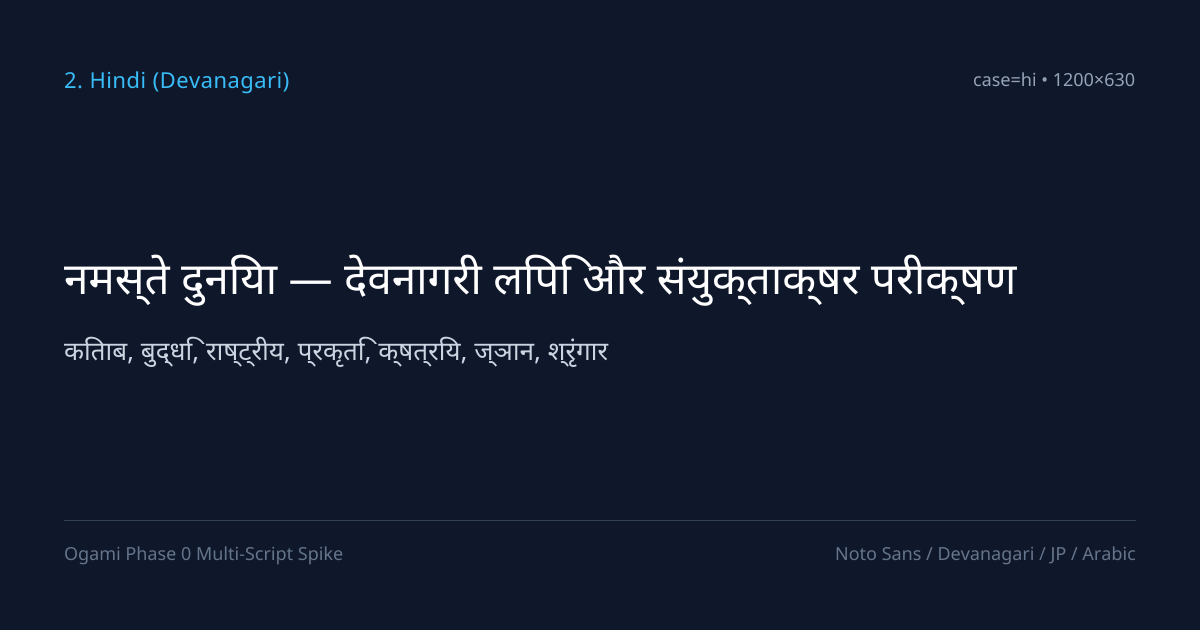 2. Hindi (Devanagari)
case=hi • 1200×630
नमस्ते दुनिया — देवनागरी लिपि और संयुक्ताक्षर परीक्षण
किताब, बुद्धि, राष्ट्रीय, प्रकृति, क्षत्रिय, ज्ञान, श्रृंगार
Ogami Phase 0 Multi-Script Spike
Noto Sans / Devanagari / JP / Arabic